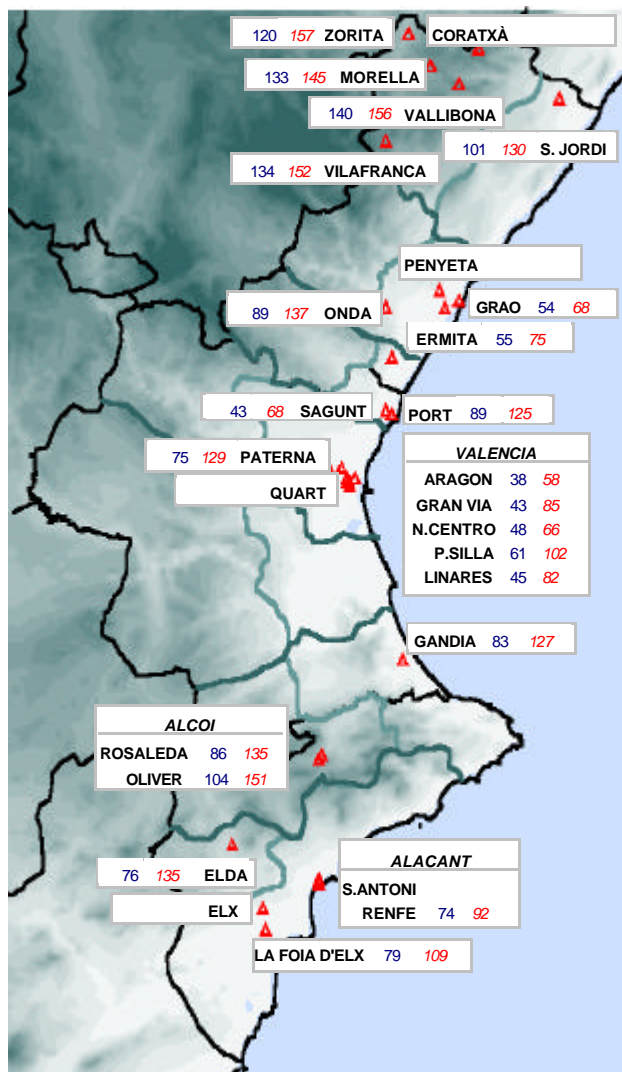 120 157 ZORITA
CORATXÀ
133 145 MORELLA
140 156 VALLIBONA
101 130 S. JORDI
134 152 VILAFRANCA
PENYETA
89 137 ONDA
GRAO 54 68
ERMITA 55 75
43 68 SAGUNT
PORT 89 125
75 129 PATERNA
QUART
VALENCIA
ARAGON 38 58
GRAN VIA 43 85
N.CENTRO 48 66
P.SILLA 61 102
LINARES 45 82
GANDIA 83 127
ALCOI
ROSALEDA 86 135
OLIVER 104 151
76 135 ELDA
ELX
ALACANT
S.ANTONI
RENFE 74 92
LA FOIA D'ELX 79 109